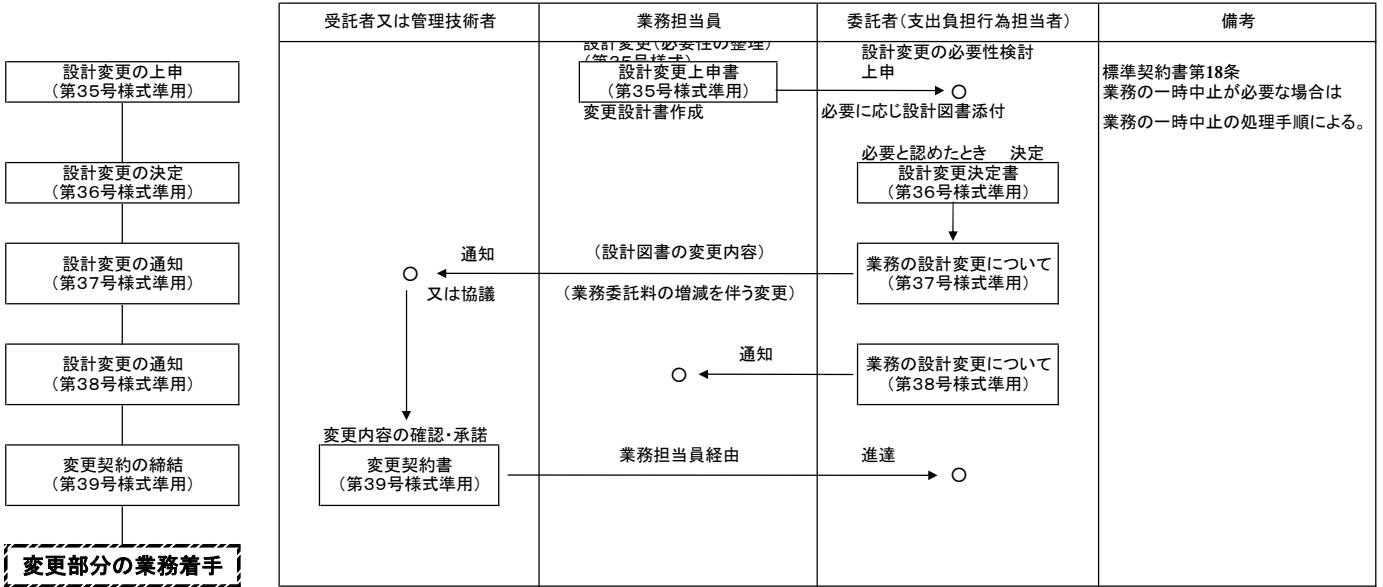 受託者又は管理技術者
業務担当員
委託者(支出負担行為担当者)
備考
設計変更の上申
(第35号様式準用)
設計変更(必要性の整理)
(第35号様式)
設計変更上申書
(第35号様式準用)
変更設計書作成
設計変更の必要性検討
上申
○
必要に応じ設計図書添付
標準契約書第18条
業務の一時中止が必要な場合は
業務の一時中止の処理手順による。
設計変更の決定
(第36号様式準用)
必要と認めたとき 決定
設計変更決定書
(第36号様式準用)
設計変更の通知
(第37号様式準用)
通知
○
又は協議
(設計図書の変更内容)
(業務委託料の増減を伴う変更)
業務の設計変更について
(第37号様式準用)
設計変更の通知
(第38号様式準用)
通知
○
業務の設計変更について
(第38号様式準用)
変更契約の締結
(第39号様式準用)
変更内容の確認・承諾
変更契約書
(第39号様式準用)
業務担当員経由
進達
○
変更部分の業務着手